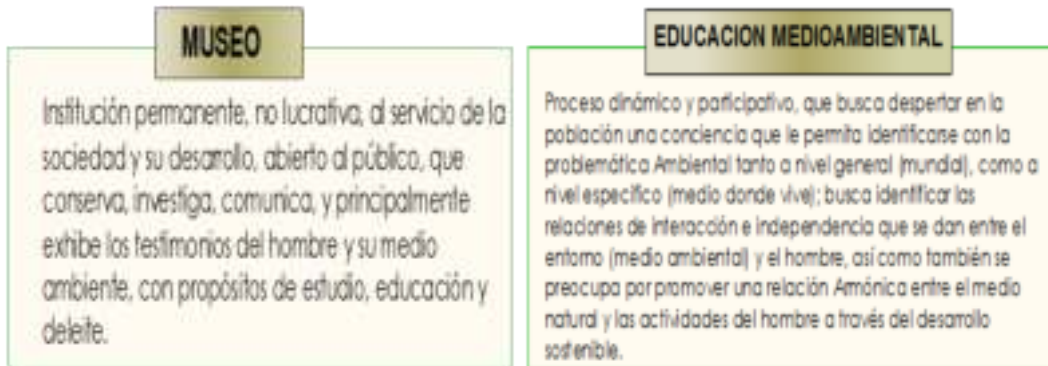 MUSEO
Institución permanente, no lucrativa, al servicio de la
sociedad y su desarrollo, abierto al público, que
conserva, investiga, comunica, y principalmente
exhibe los testimonios del hombre y su medio
ambiente, con propósitos de estudio, educación y
deleite.
EDUCACION MEDIOAMBIENTAL
Proceso dinámico y participativo, que busca despertar en la
población una conciencia que le permita identificarse con la
problemática Ambiental tanto a nivel general (mundial), como a
nivel específico (medio donde vive); busca identificar las
relaciones de interacción e independencia que se dan entre el
entorno (medio ambiental) y el hombre, así como también se
preocupa por promover una relación Armónica entre el medio
natural y las actividades del hombre a través del desarrollo
sostenible.